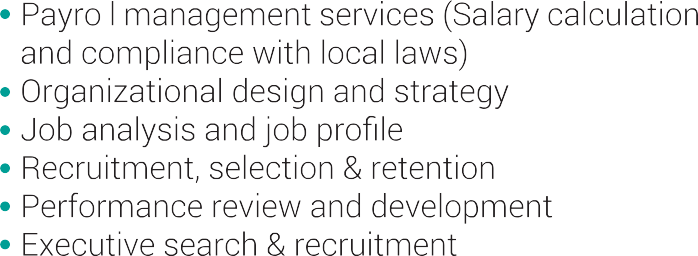 • Payro l management services (Salary calculation
and compliance with local laws)
• Organizational design and strategy
• Job analysis and job profile
• Recruitment, selection & retention
• Performance review and development
• Executive search & recruitment